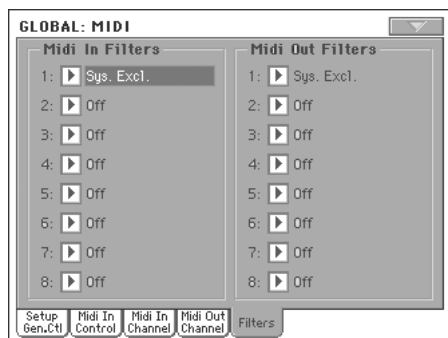 GLOBAL: MIDI
Midi In Filters
1: Sys. Excl.
2: Off
3: Off
4: Off
5: Off
6: Off
7: Off
8: Off
Midi Out Filters
1: Sys. Excl.
2: Off
3: Off
4: Off
5: Off
6: Off
7: Off
8: Off
Setup Gen.Ctl
Midi In Control
Midi In Channel
Midi Out Channel
Filters